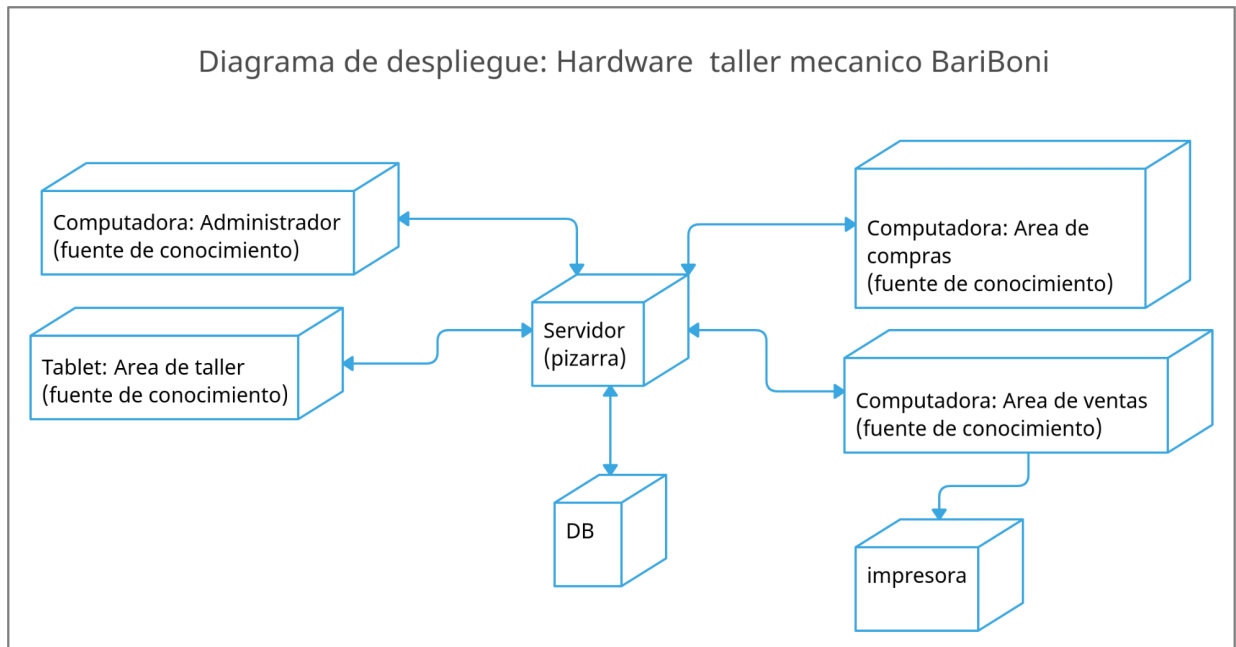 Diagrama de despliegue: Hardware  taller mecanico BariBoni
Computadora: Administrador
(fuente de conocimiento)
Computadora: Area de
compras
(fuente de conocimiento)
Tablet: Area de taller
(fuente de conocimiento)
Servidor
(pizarra)
Computadora: Area de ventas
(fuente de conocimiento)
DB
impresora